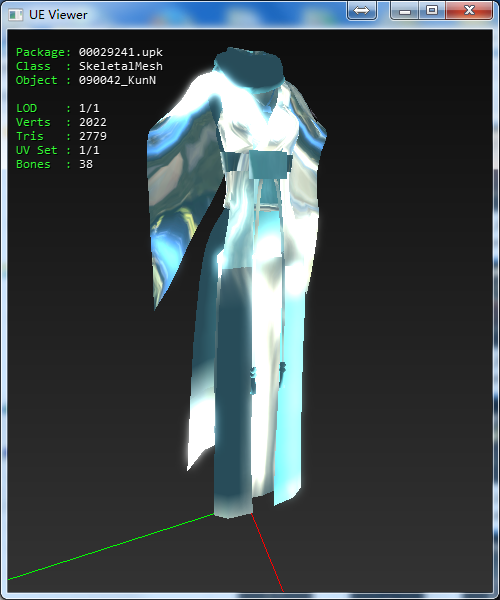 UE Viewer
Package: 00029241.upk
Class : SkeletalMesh
Object : 090042_KunN
LOD : 1/1
Verts : 2022
Tris : 2779
UV Set : 1/1
Bones : 38